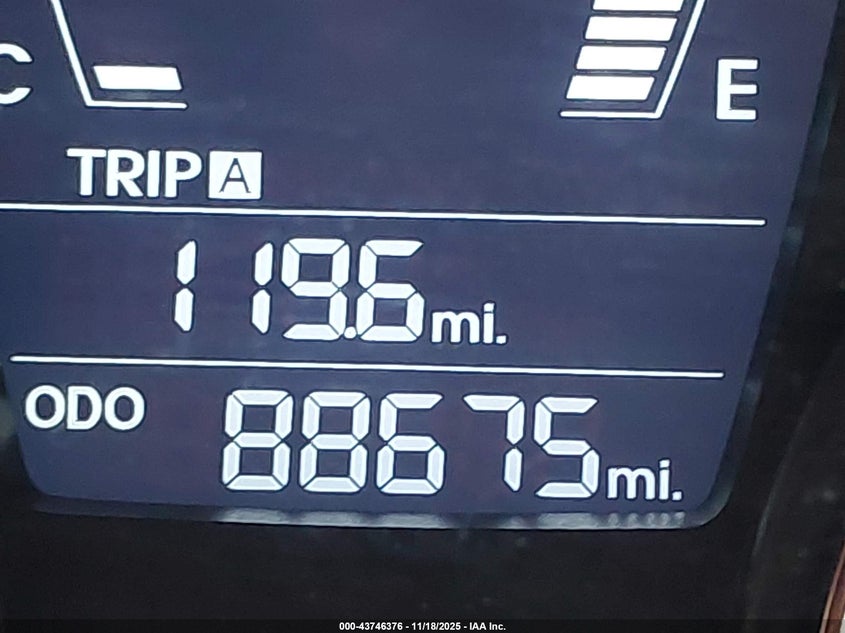 C E
TRIP A
119.6 mi.
ODO 88675 mi.
000-43746376 - 11/18/2025 - IAA Inc.